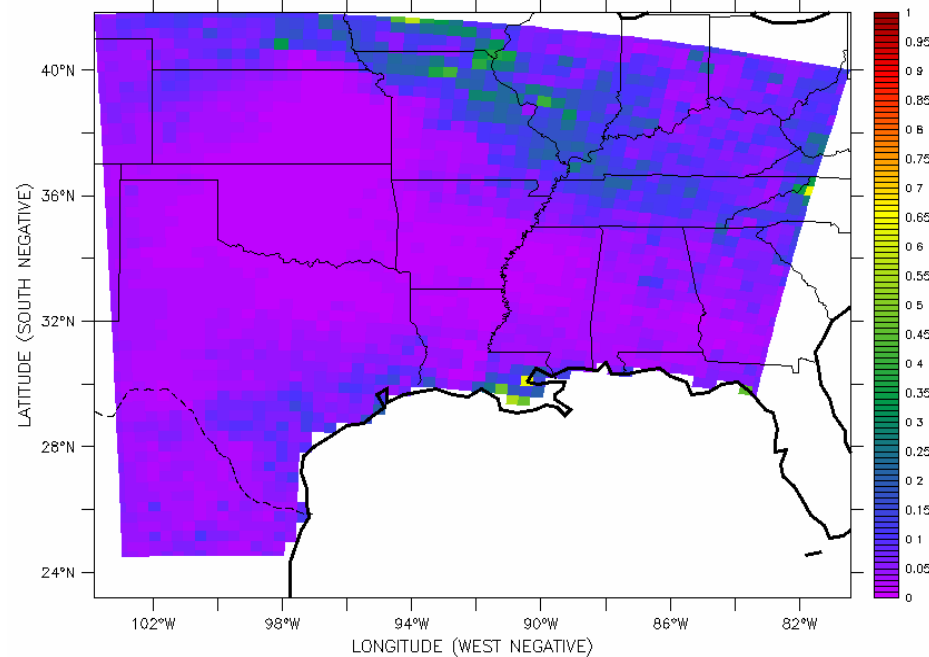 40°N
36°N
32°N
28°N
24°N
LATITUDE (SOUTH NEGATIVE)
102°W 98°W 94°W 90°W 86°W 82°W
LONGITUDE (WEST NEGATIVE)
1
0 95
0 9
0.85
0 8
0.75
0 7
0.65
0 6
0.55
0 5
0.45
0 4
0.35
0 3
0.25
0 2
0.15
0 1
0.05
0